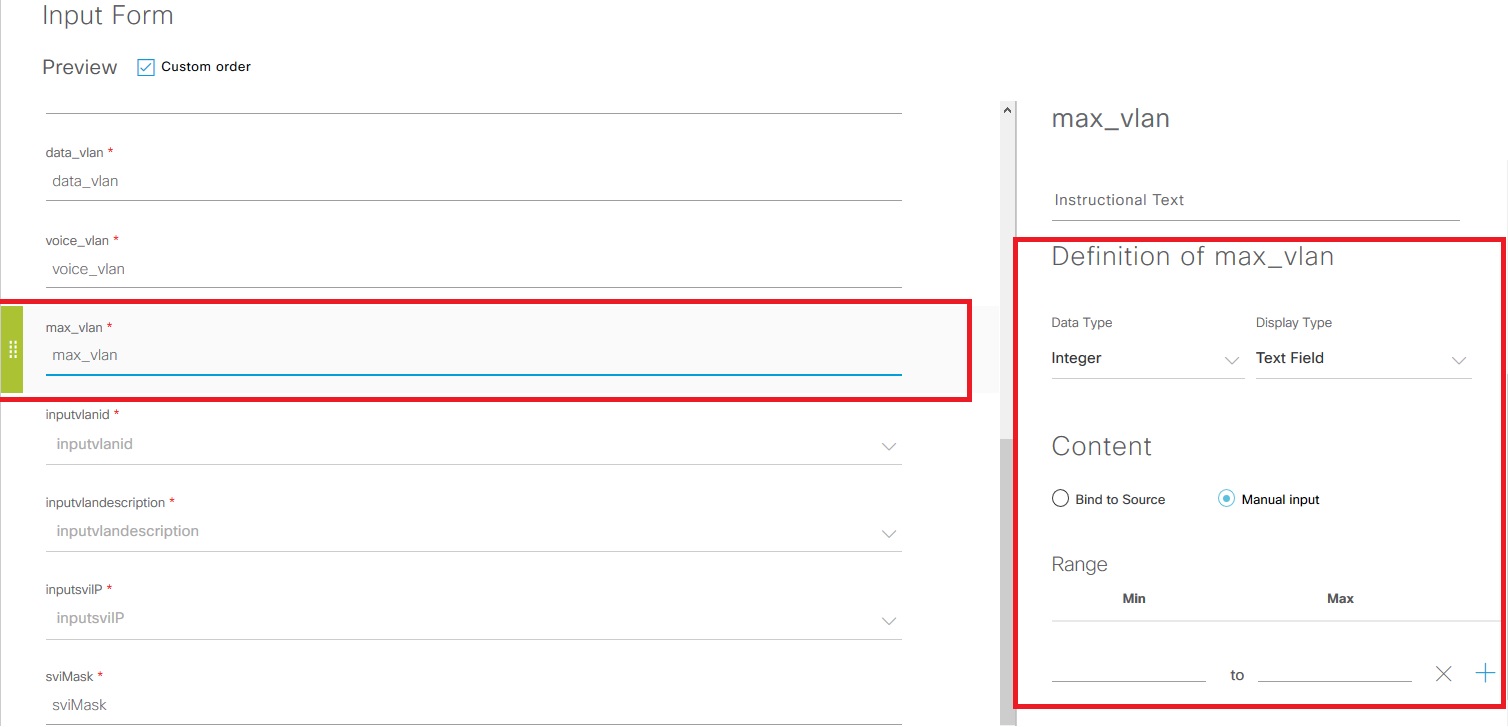 Input Form
Preview
Custom order
data_vlan *
data_vlan
voice_vlan *
voice_vlan
max_vlan *
max_vlan
inputvlanid *
inputvlanid
inputvlandescription *
inputvlandescription
inputsviIP *
inputsviIP
sviMask *
sviMask
max_vlan
Instructional Text
Definition of max_vlan
Data Type Display Type
Integer Text Field
Content
Bind to Source Manual input
Range
Min Max
to